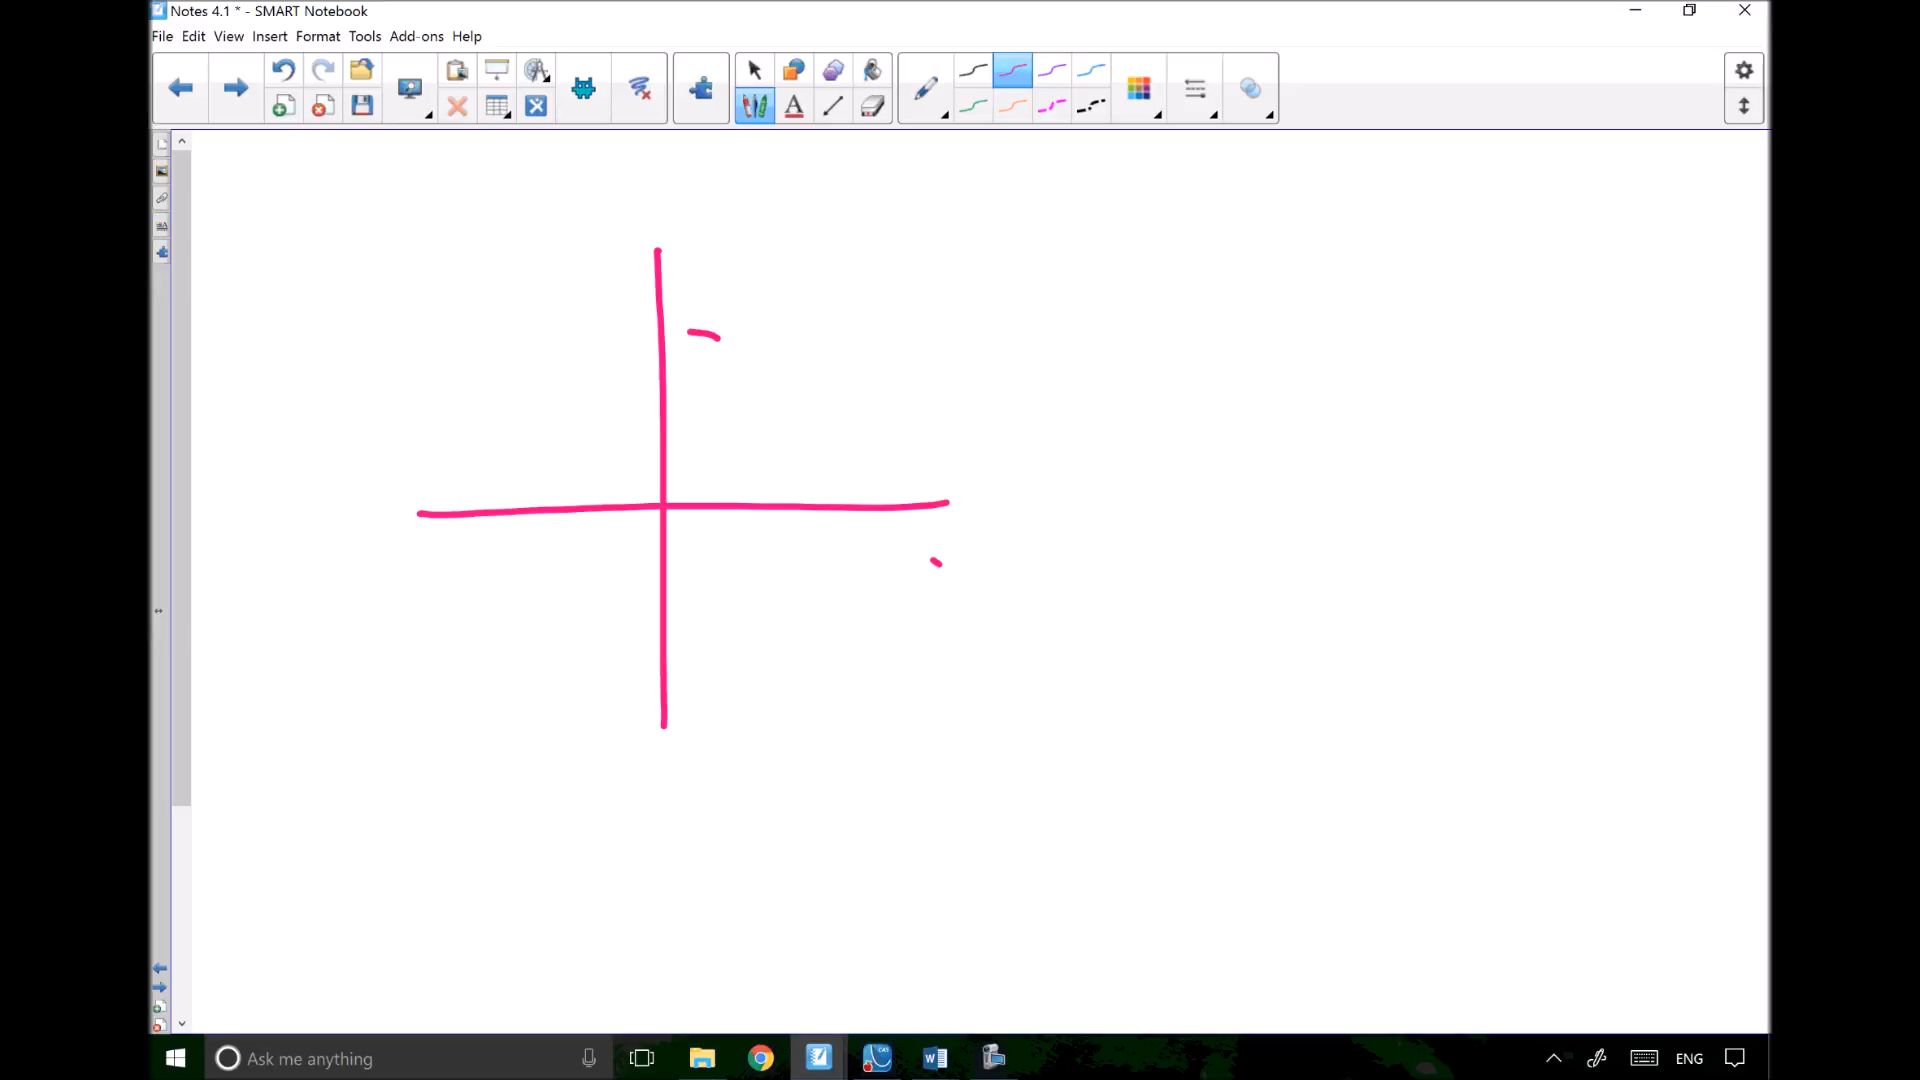 Notes 4.1 * - SMART Notebook
File Edit View Insert Format Tools Add-ons Help
Ask me anything
ENG